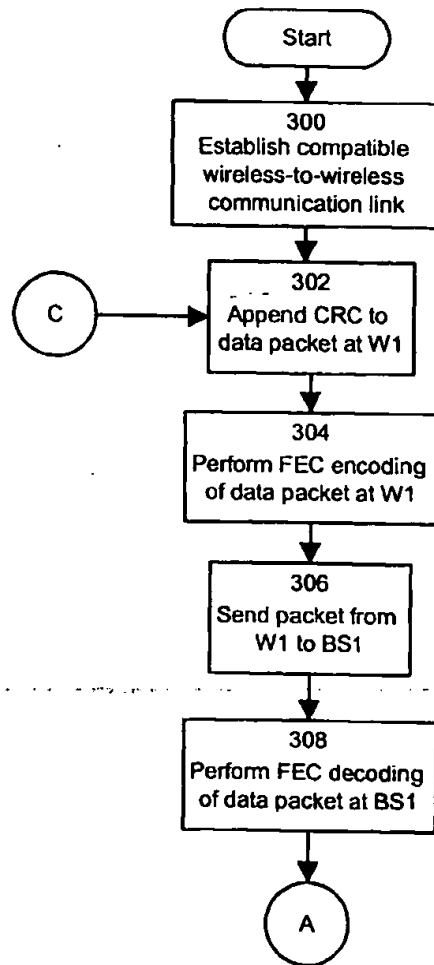 Start
300
Establish compatible
wireless-to-wireless
communication link
C
302
Append CRC to
data packet at W1
304
Perform FEC encoding
of data packet at W1
306
Send packet from
W1 to BS1
308
Perform FEC decoding
of data packet at BS1
A